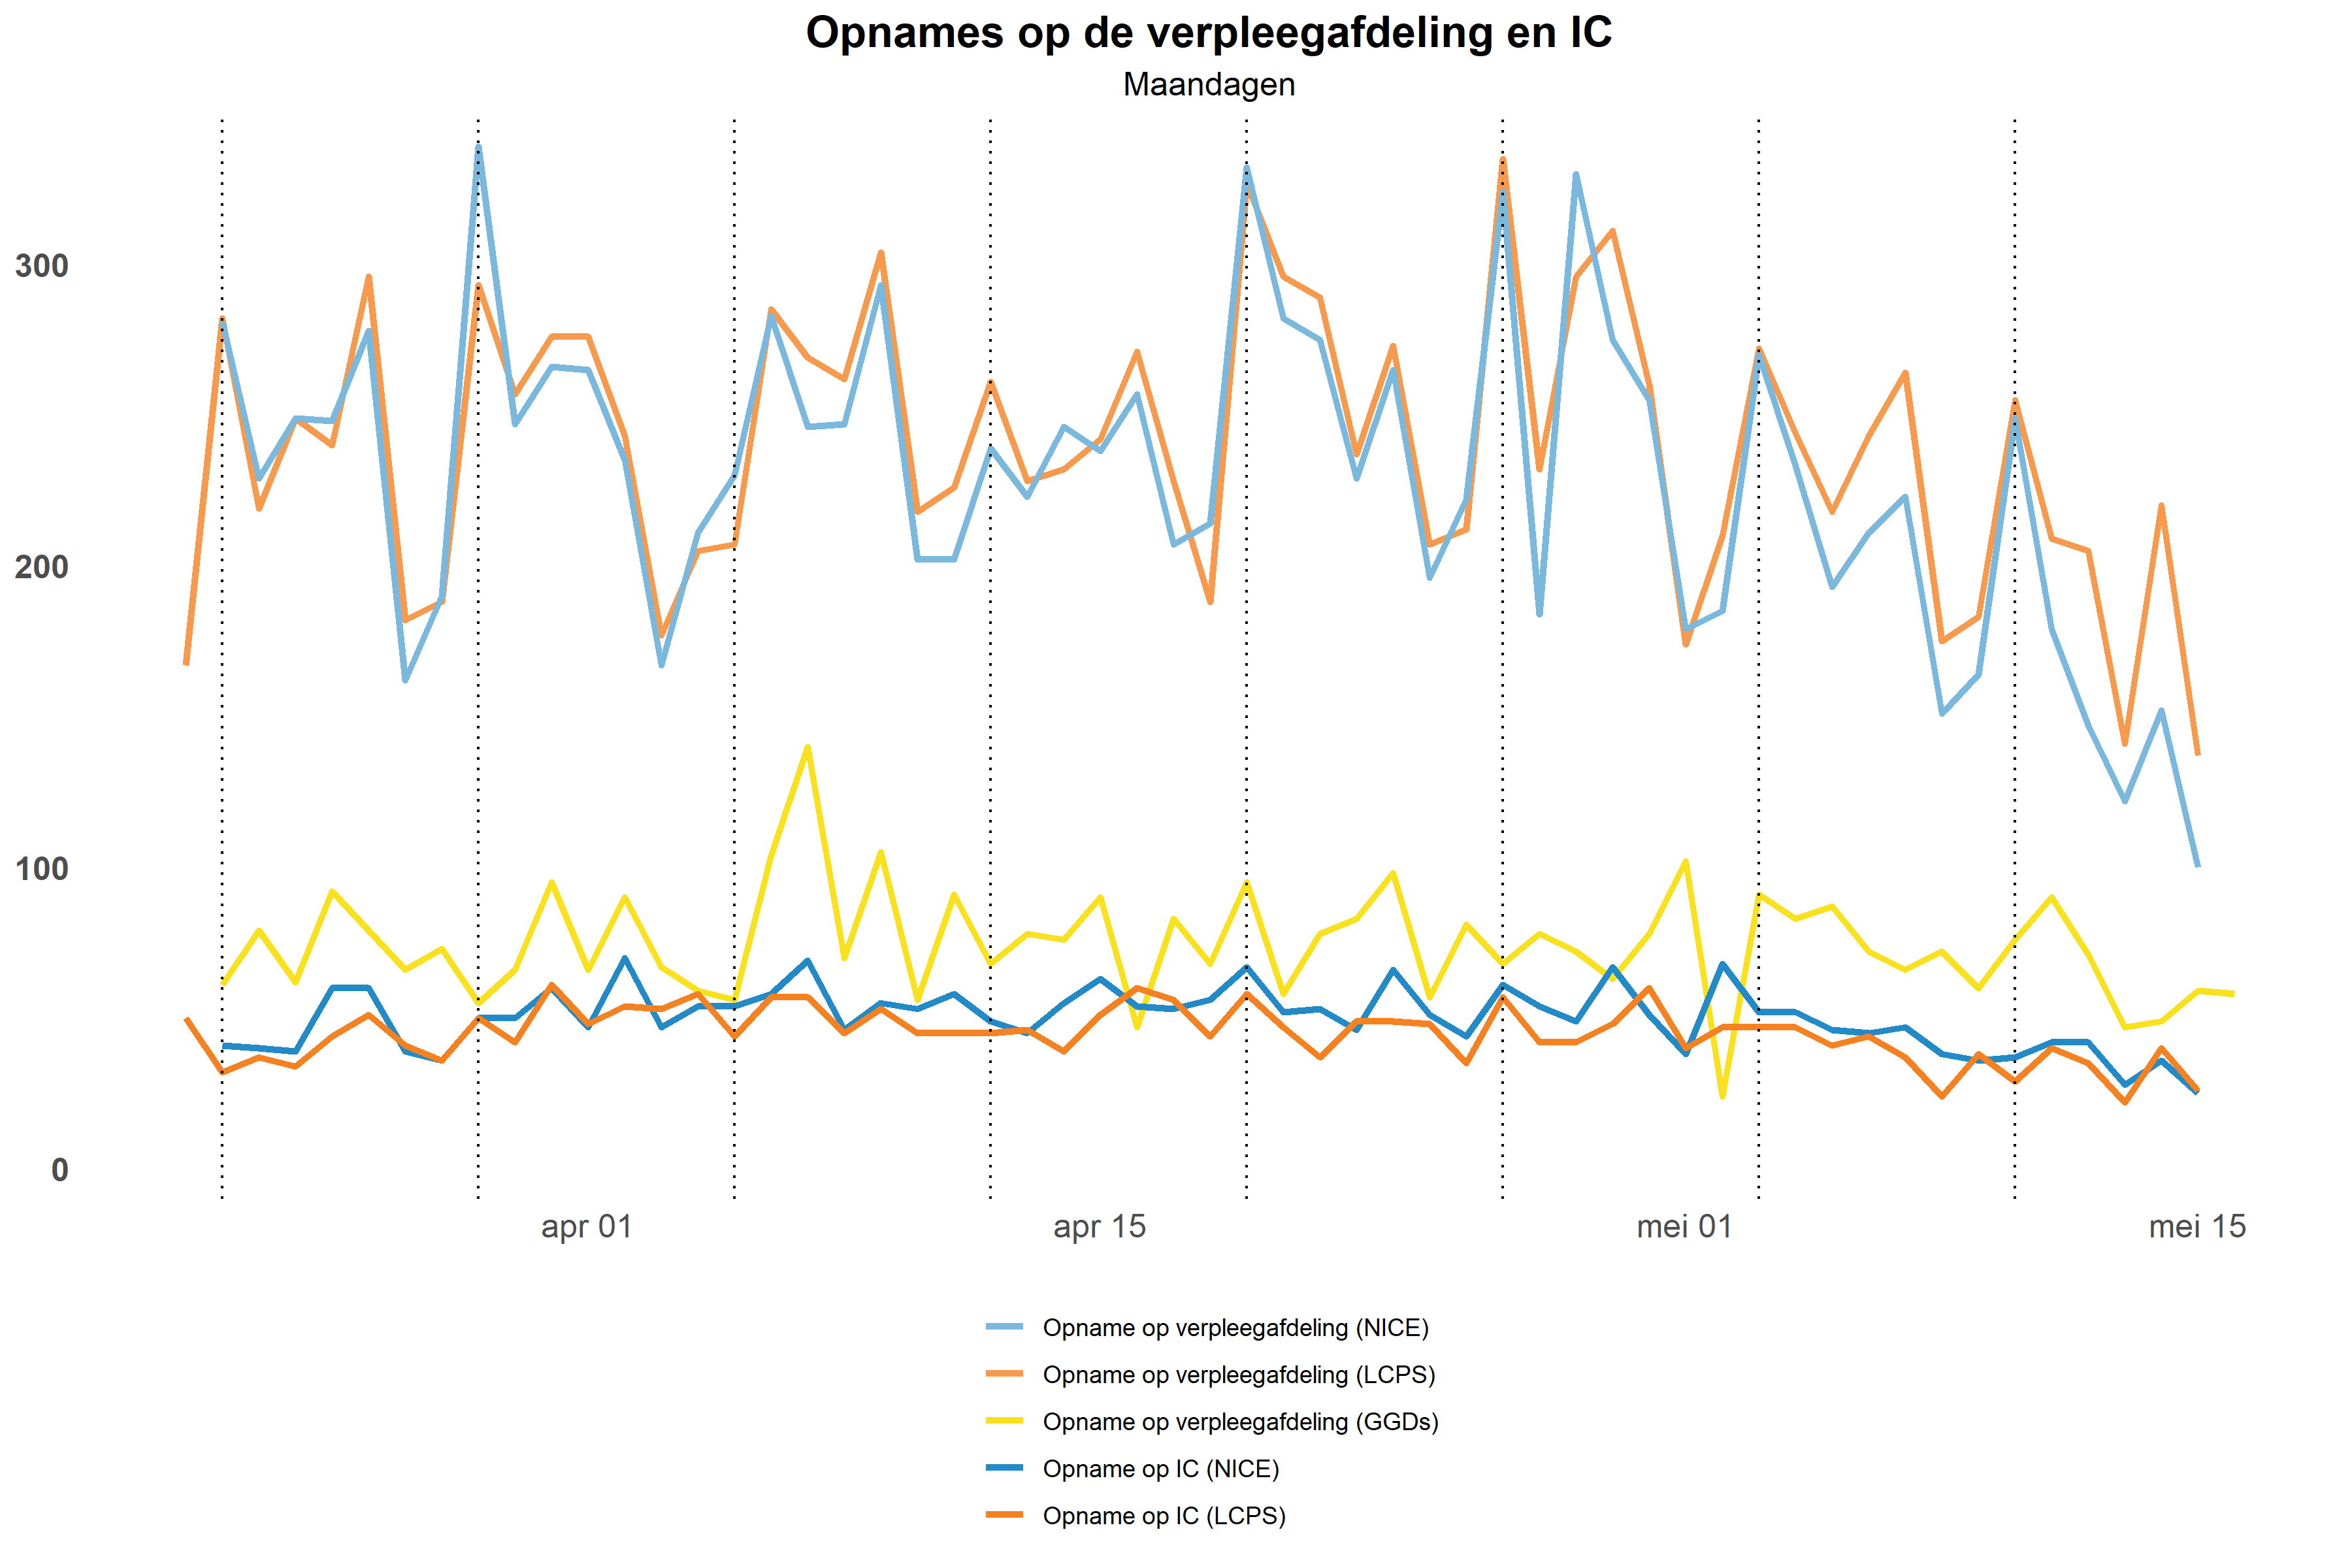 Opnames op de verpleegafdeling en IC
Maandagen
300
200
100
0
apr 01 apr 15 mei 01 mei 15
Opname op verpleegafdeling (NICE)
Opname op verpleegafdeling (LCPS)
Opname op verpleegafdeling (GGDs)
Opname op IC (NICE)
Opname op IC (LCPS)